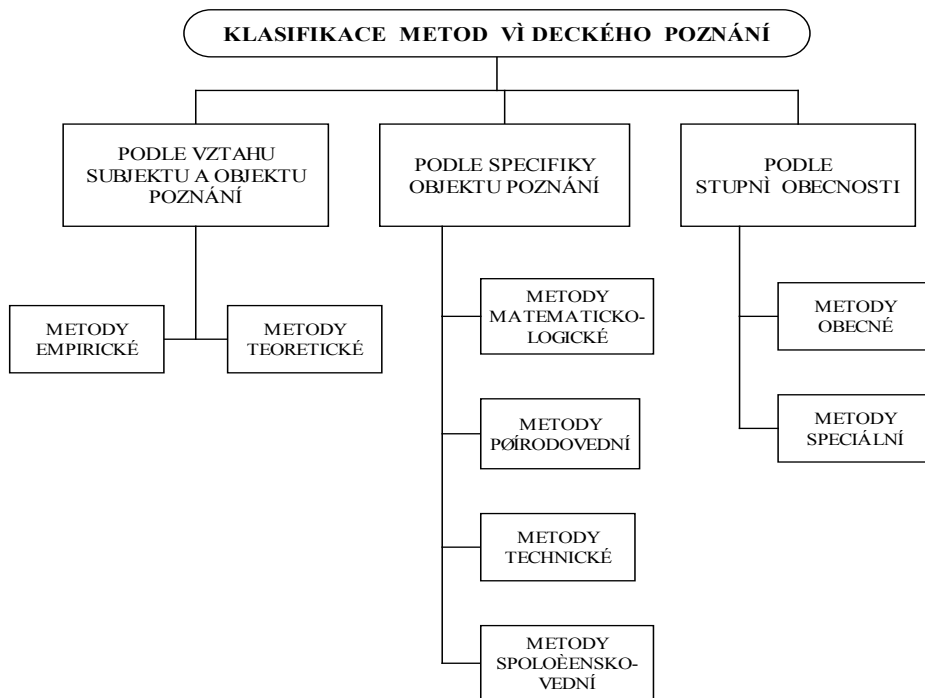 KLASIFIKACE METOD VÌ DECKÉHO POZNÁNÍ
PODLE VZTAHU
SUBJEKTU A OBJEKTU
POZNÁNÍ
PODLE SPECIFIKY
OBJEKTU POZNÁNÍ
PODLE
STUPNÌ OBECNOSTI
METODY
EMPIRICKÉ
METODY
TEORETICKÉ
METODY
MATEMATICKO-
LOGICKÉ
METODY
PØÍRODOVEDNÍ
METODY
TECHNICKÉ
METODY
SPOLOÈENSKO-
VEDNÍ
METODY
OBECNÉ
METODY
SPECIÁLNÍ